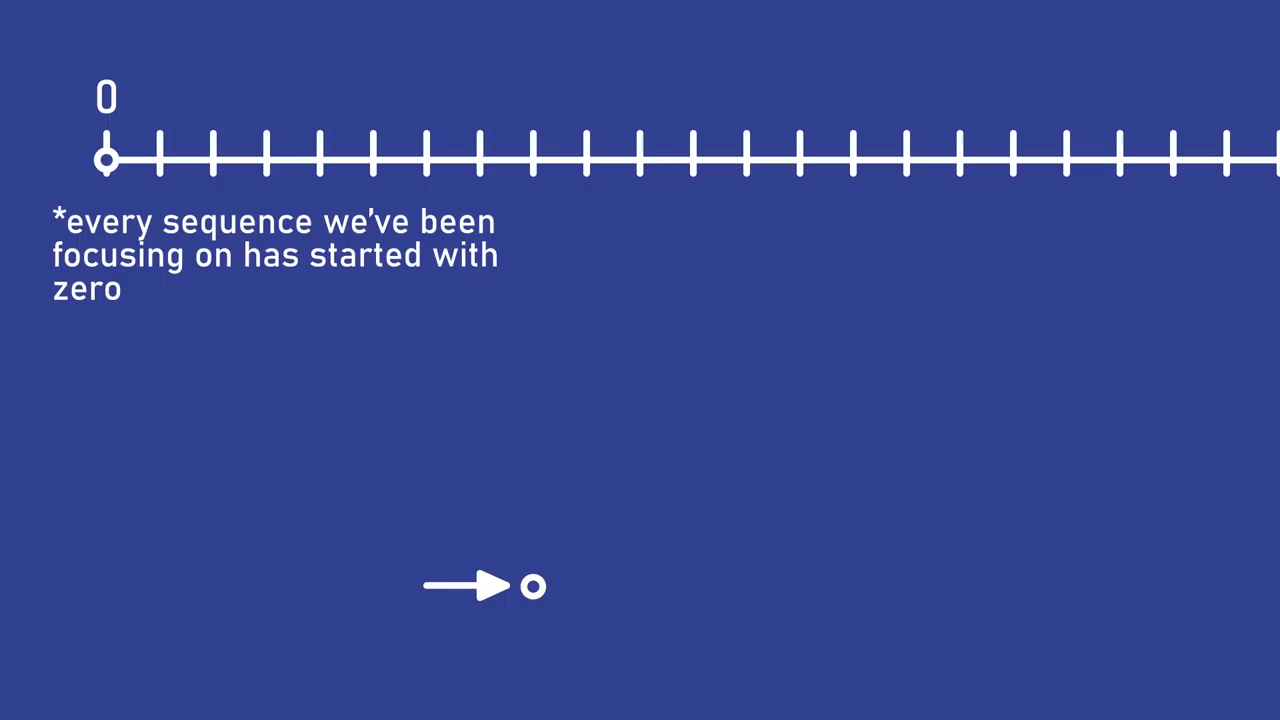 0
*every sequence we’ve been
focusing on has started with
zero